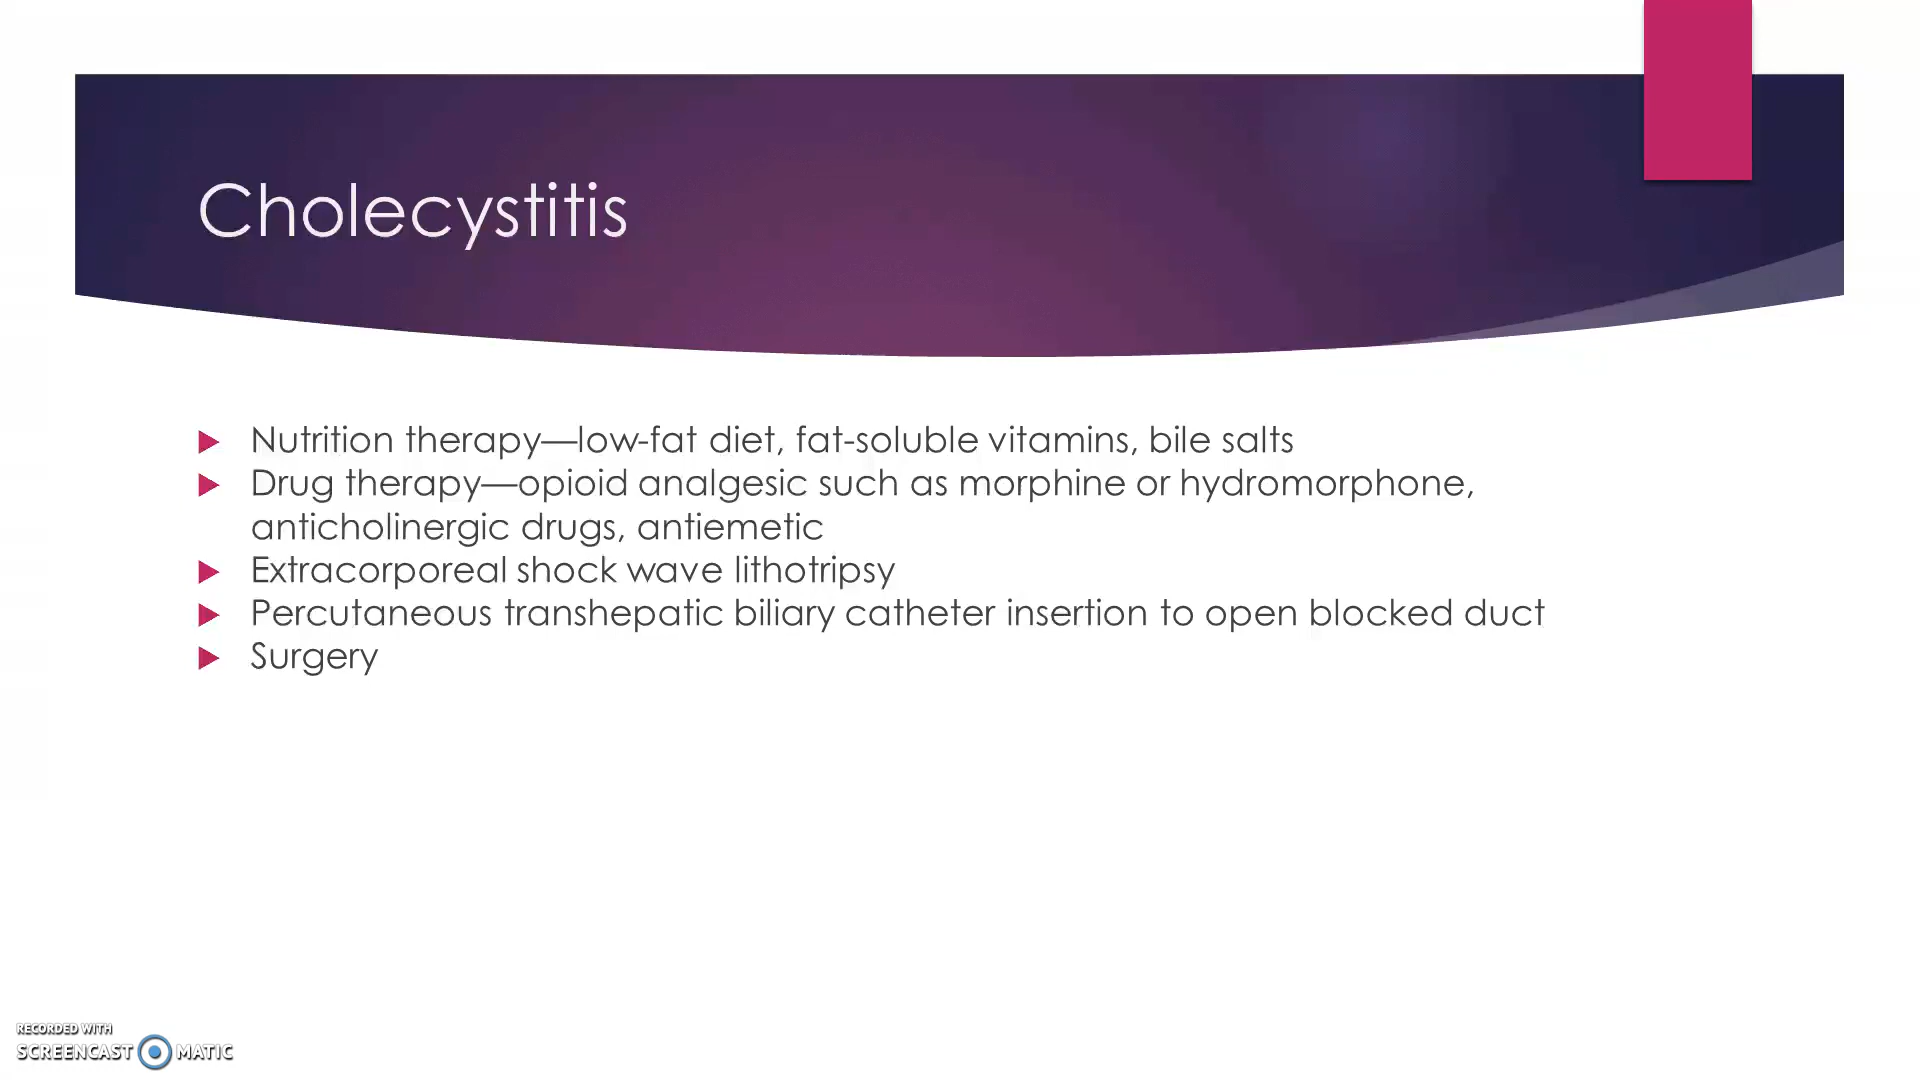 Cholecystitis
Nutrition therapy—low-fat diet, fat-soluble vitamins, bile salts
Drug therapy—opioid analgesic such as morphine or hydromorphone,
anticholinergic drugs, antiemetic
Extracorporeal shock wave lithotripsy
Percutaneous transhepatic biliary catheter insertion to open blocked duct
Surgery
RECORDED WITH
SCREENCAST MATIC